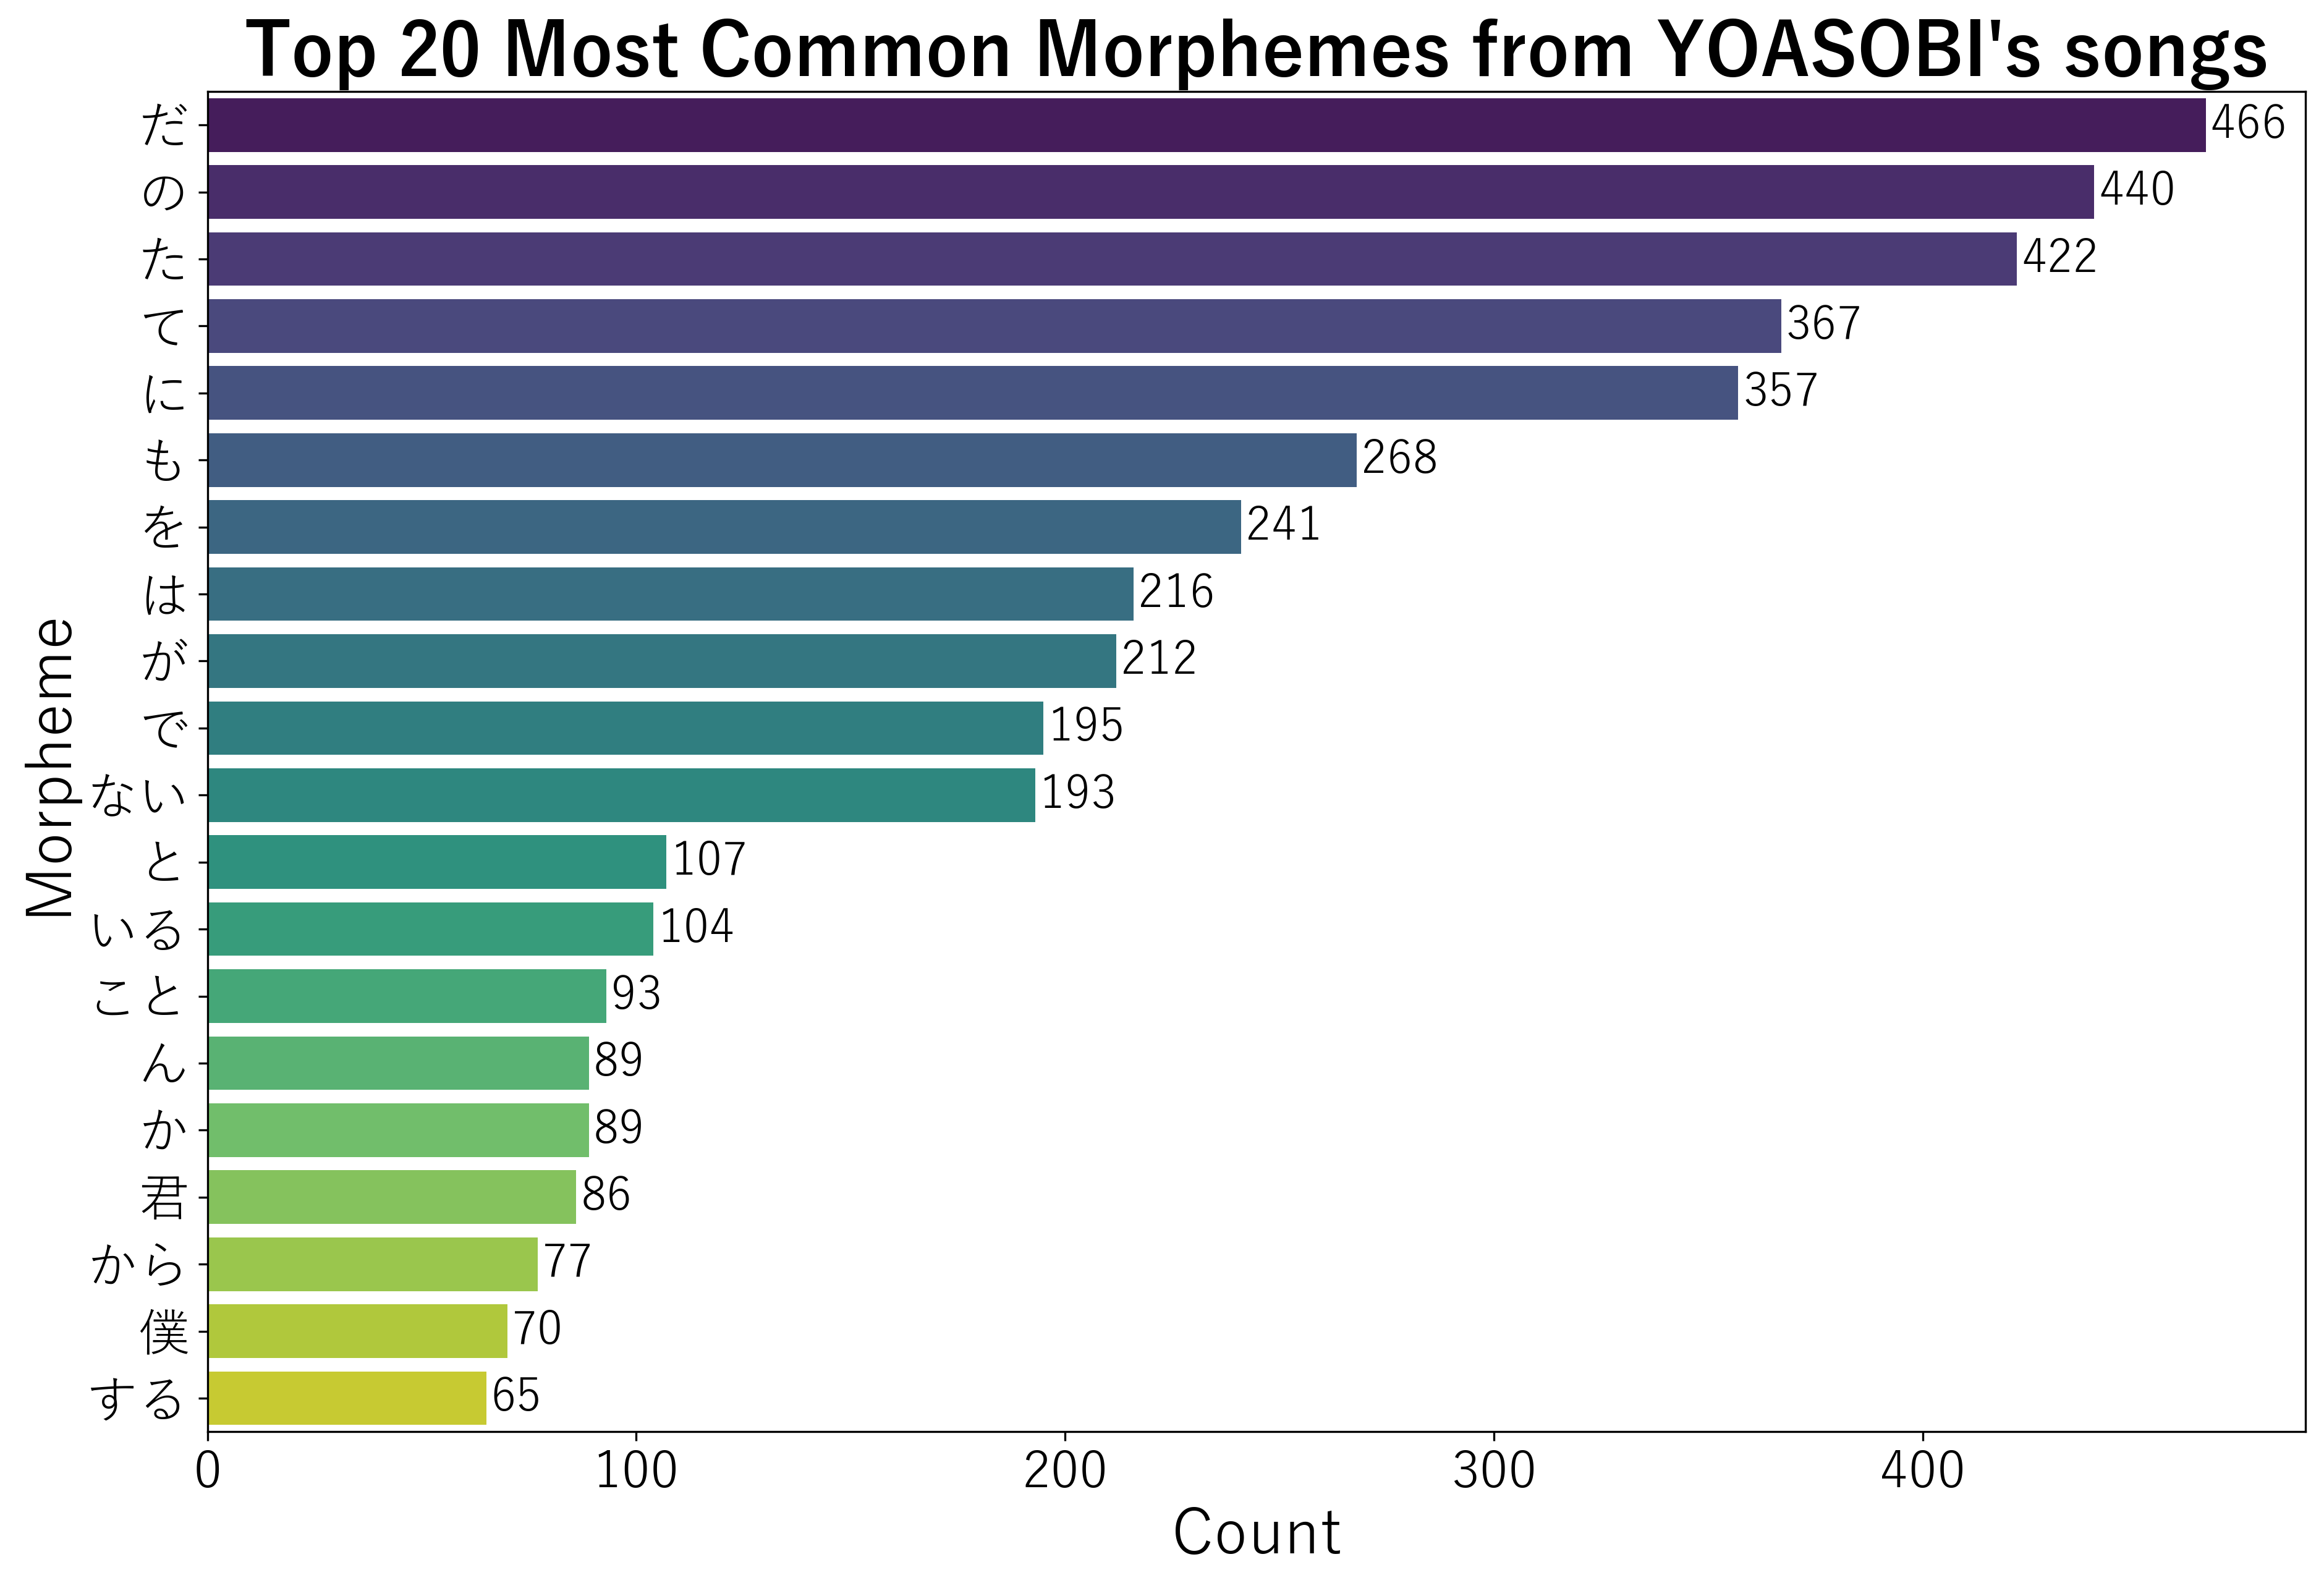 Top 20 Most Common Morphemes from YOASOBI's songs
だ 466
の 440
た 422
て 367
に 357
も 268
を 241
は 216
が 212
で 195
ない 193
と 107
いる 104
こと 93
ん 89
か 89
君 86
から 77
僕 70
する 65
Morpheme
0 100 200 300 400
Count